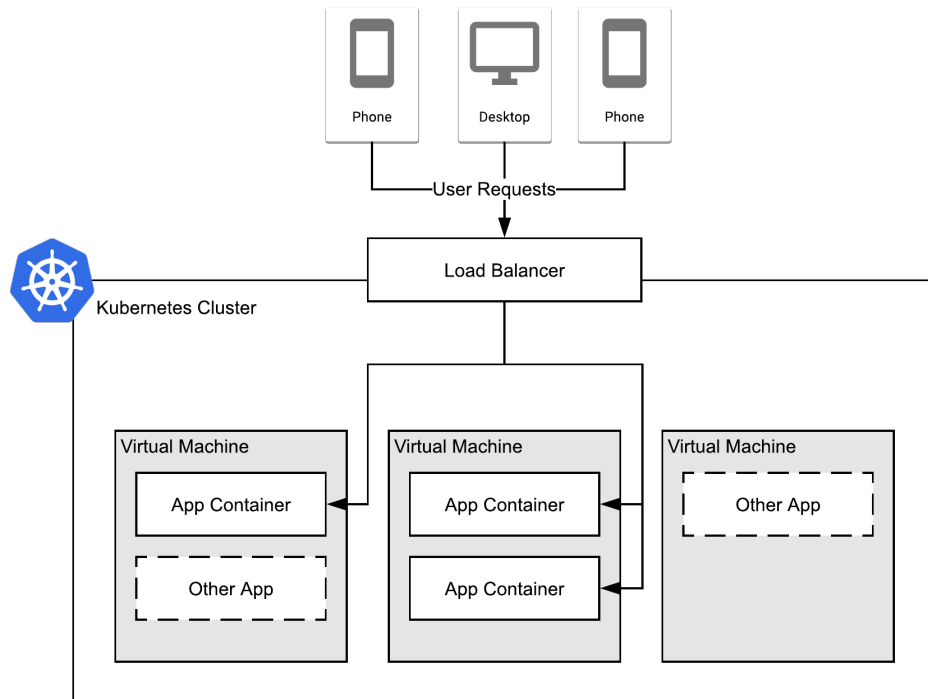 Phone
Desktop
Phone
User Requests
Load Balancer
Kubernetes Cluster
Virtual Machine
Virtual Machine
Virtual Machine
App Container
App Container
Other App
Other App
App Container